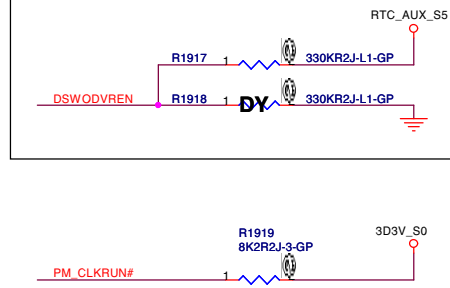 RTC_AUX_S5
R1917 1 330KR2J-L1-GP
DSWODVREN R1918 1 DY 330KR2J-L1-GP
R1919
8K2R2J-3-GP
3D3V_S0
PM_CLKRUN# 1